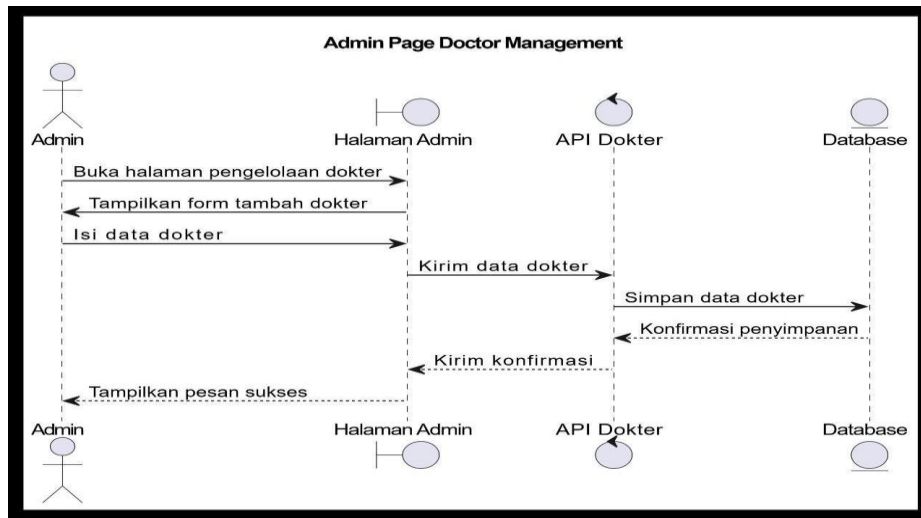 Admin Page Doctor Management
Admin Halaman Admin API Dokter Database
Buka halaman pengelolaan dokter
Tampilkan form tambah dokter
Isi data dokter
Kirim data dokter
Simpan data dokter
Konfirmasi penyimpanan
Kirim konfirmasi
Tampilkan pesan sukses
Admin Halaman Admin API Dokter Database